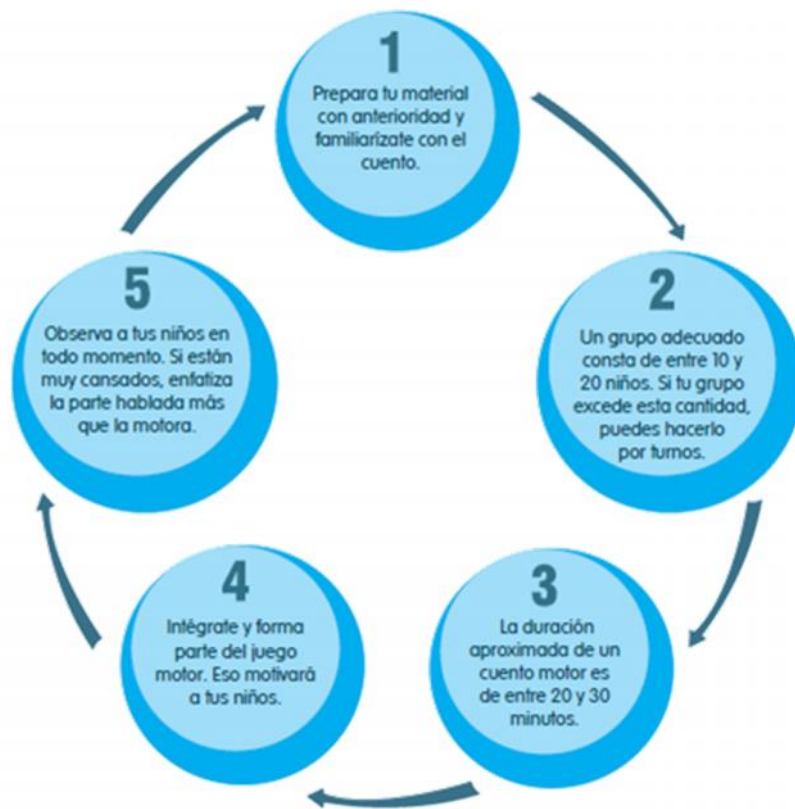 1
Prepara tu material
con anterioridad y
familiarízate con el
cuento.
2
Un grupo adecuado
consta de entre 10 y
20 niños. Si tu grupo
excede esta cantidad,
puedes hacerlo
por turnos.
3
La duración
aproximada de un
cuento motor es
de entre 20 y 30
minutos.
4
Intégrate y forma
parte del juego
motor. Eso motivará
a tus niños.
5
Observa a tus niños en
todo momento. Si están
muy cansados, enfatiza
la parte hablada más
que la motora.